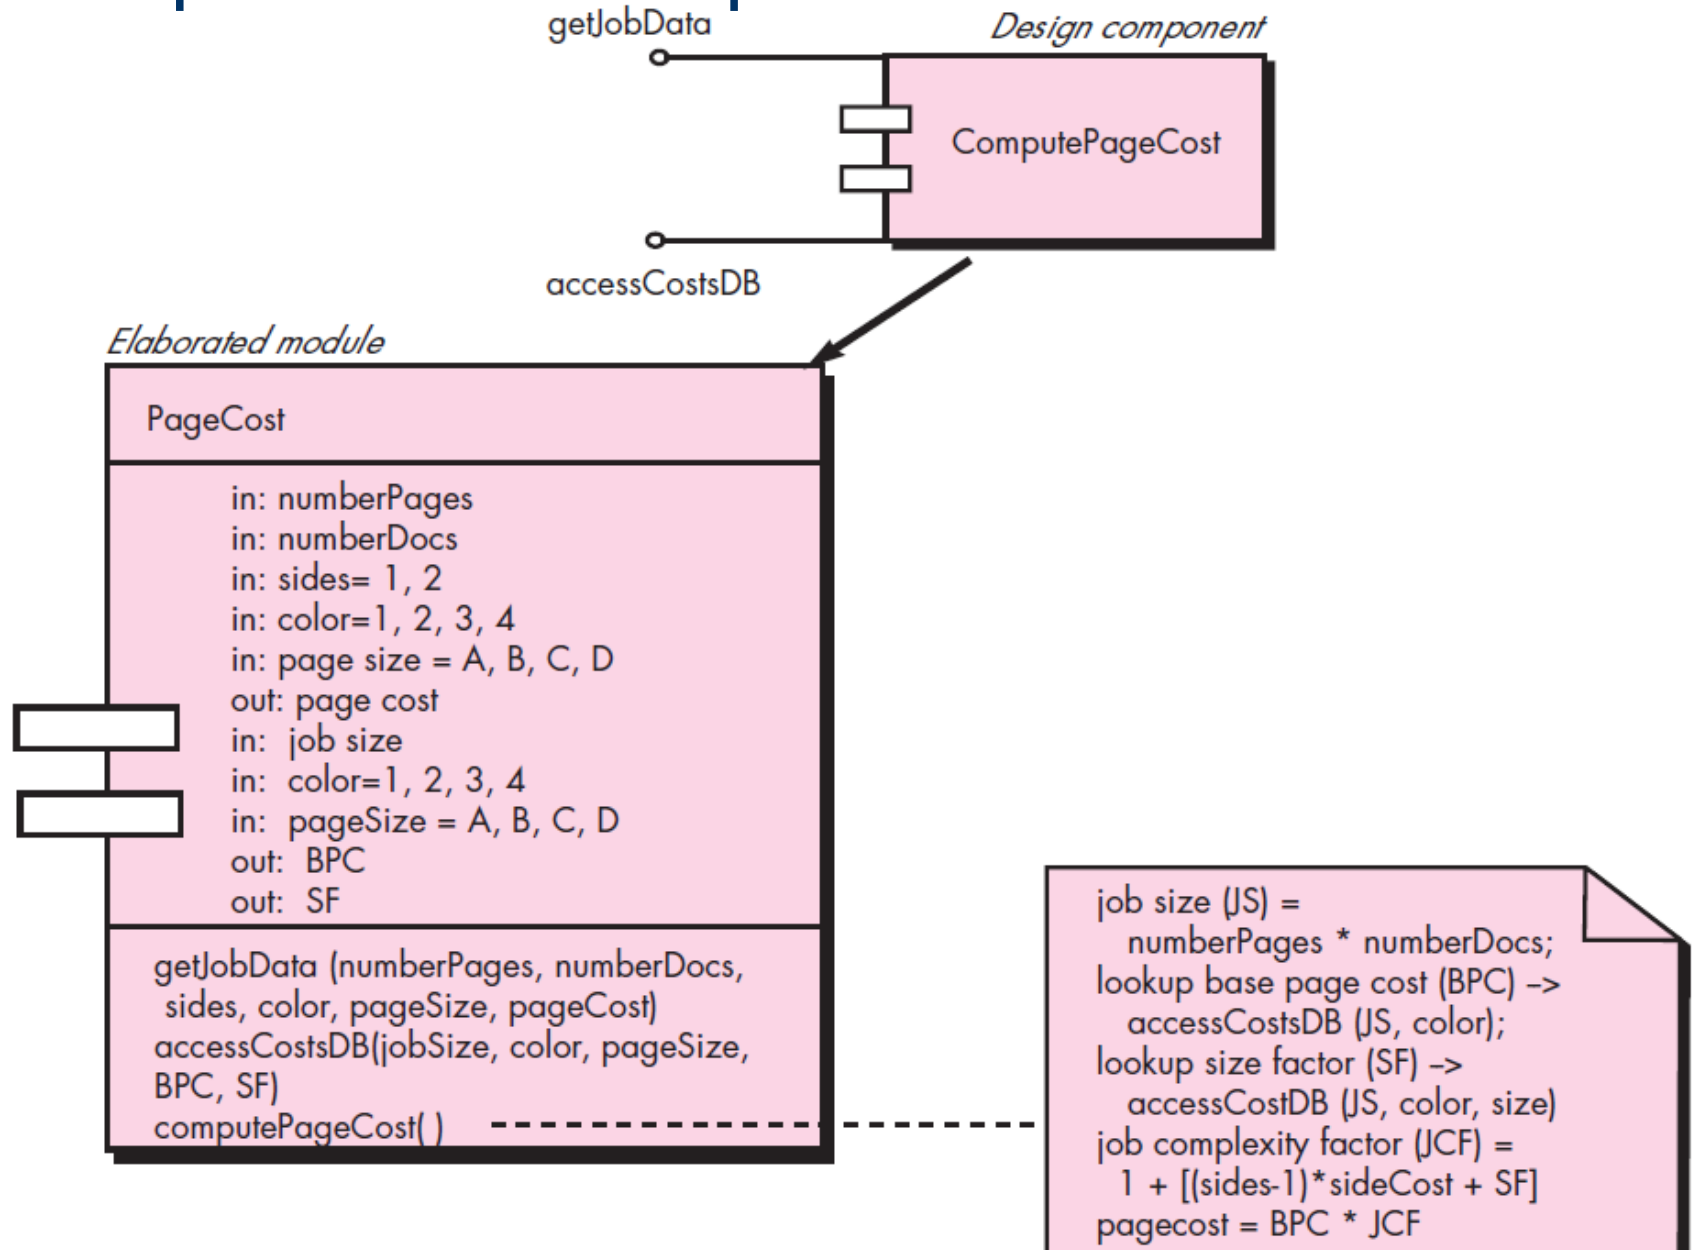 getJobData
Design component
ComputePageCost
accessCostsDB
Elaborated module
PageCost
in: numberPages
in: numberDocs
in: sides= 1, 2
in: color=1, 2, 3, 4
in: page size = A, B, C, D
out: page cost
in: job size
in: color=1, 2, 3, 4
in: pageSize = A, B, C, D
out: BPC
out: SF
getJobData (numberPages, numberDocs,
sides, color, pageSize, pageCost)
accessCostsDB(jobSize, color, pageSize,
BPC, SF)
computePageCost( )
job size (JS) =
numberPages * numberDocs;
lookup base page cost (BPC) –>
accessCostsDB (JS, color);
lookup size factor (SF) –>
accessCostDB (JS, color, size)
job complexity factor (JCF) =
1 + [(sides-1)*sideCost + SF]
pagecost = BPC * JCF